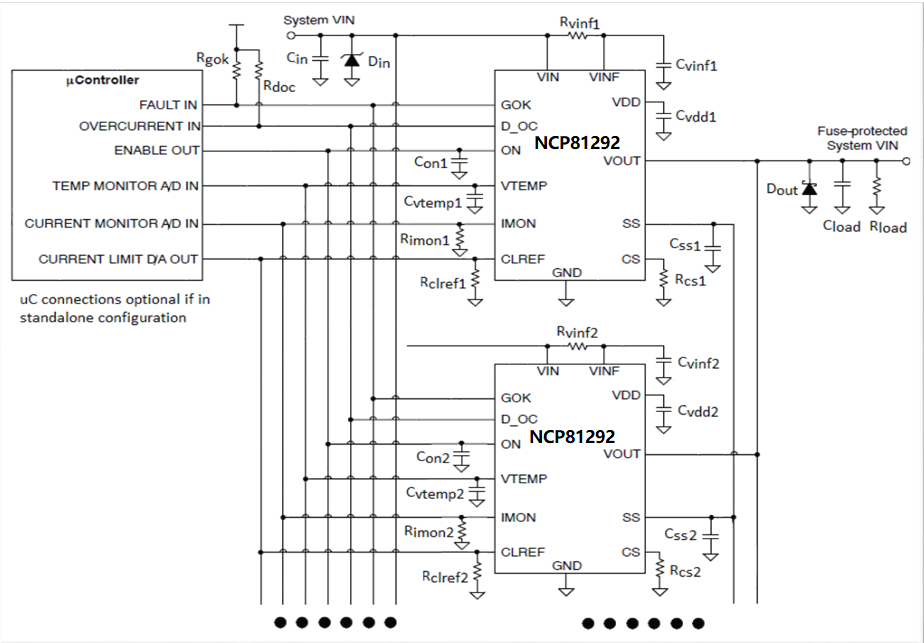 System VIN
Rvinf1
Rgok
Cin
Din
Cvinf1
Rdoc
µController
VIN
VINF
FAULT IN
GOK
VDD
Cvdd1
OVERCURRENT IN
D_OC
NCP81292
Fuse-protected
System VIN
ENABLE OUT
Con1
ON
VOUT
TEMP MONITOR A/D IN
Cvtemp1
VTEMP
Dout
CURRENT MONITOR A/D IN
Rimon1
IMON
SS
Css1
Cload
Rload
CURRENT LIMIT D/A OUT
CLREF
CS
Rclref1
GND
Rcs1
uC connections optional if in
standalone configuration
Rvinf2
VIN
VINF
Cvinf2
GOK
VDD
Cvdd2
D_OC
NCP81292
Con2
ON
VOUT
Cvtemp2
VTEMP
Rimon2
IMON
SS
Css2
CLREF
CS
Rclref2
GND
Rcs2